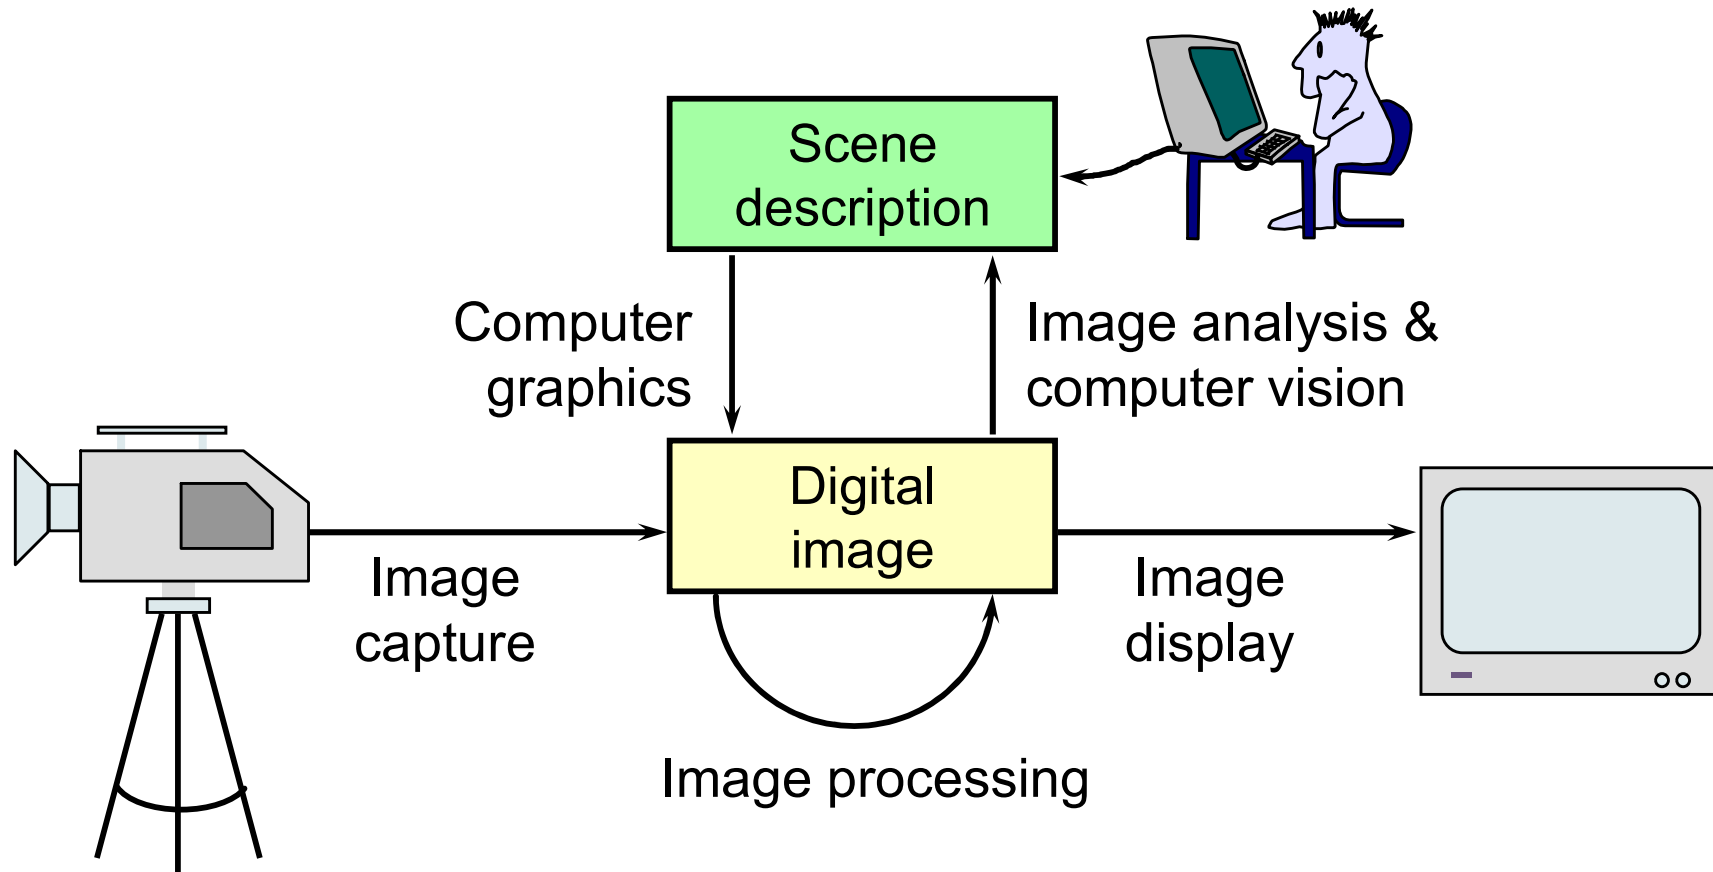 Scene
description
Computer
graphics
Image analysis &
computer vision
Digital
image
Image
capture
Image
display
Image processing